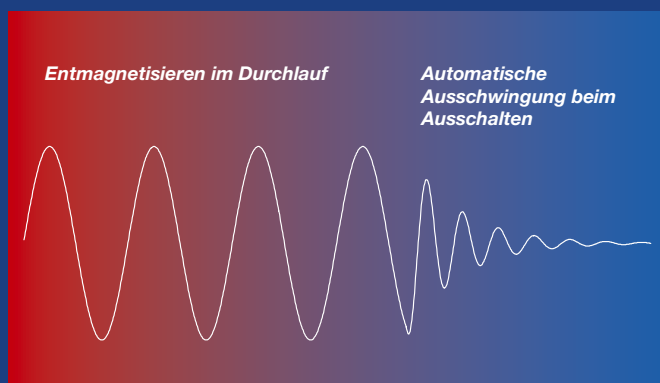 Entmagnetisieren im Durchlauf
Automatische
Ausschwingung beim
Ausschalten